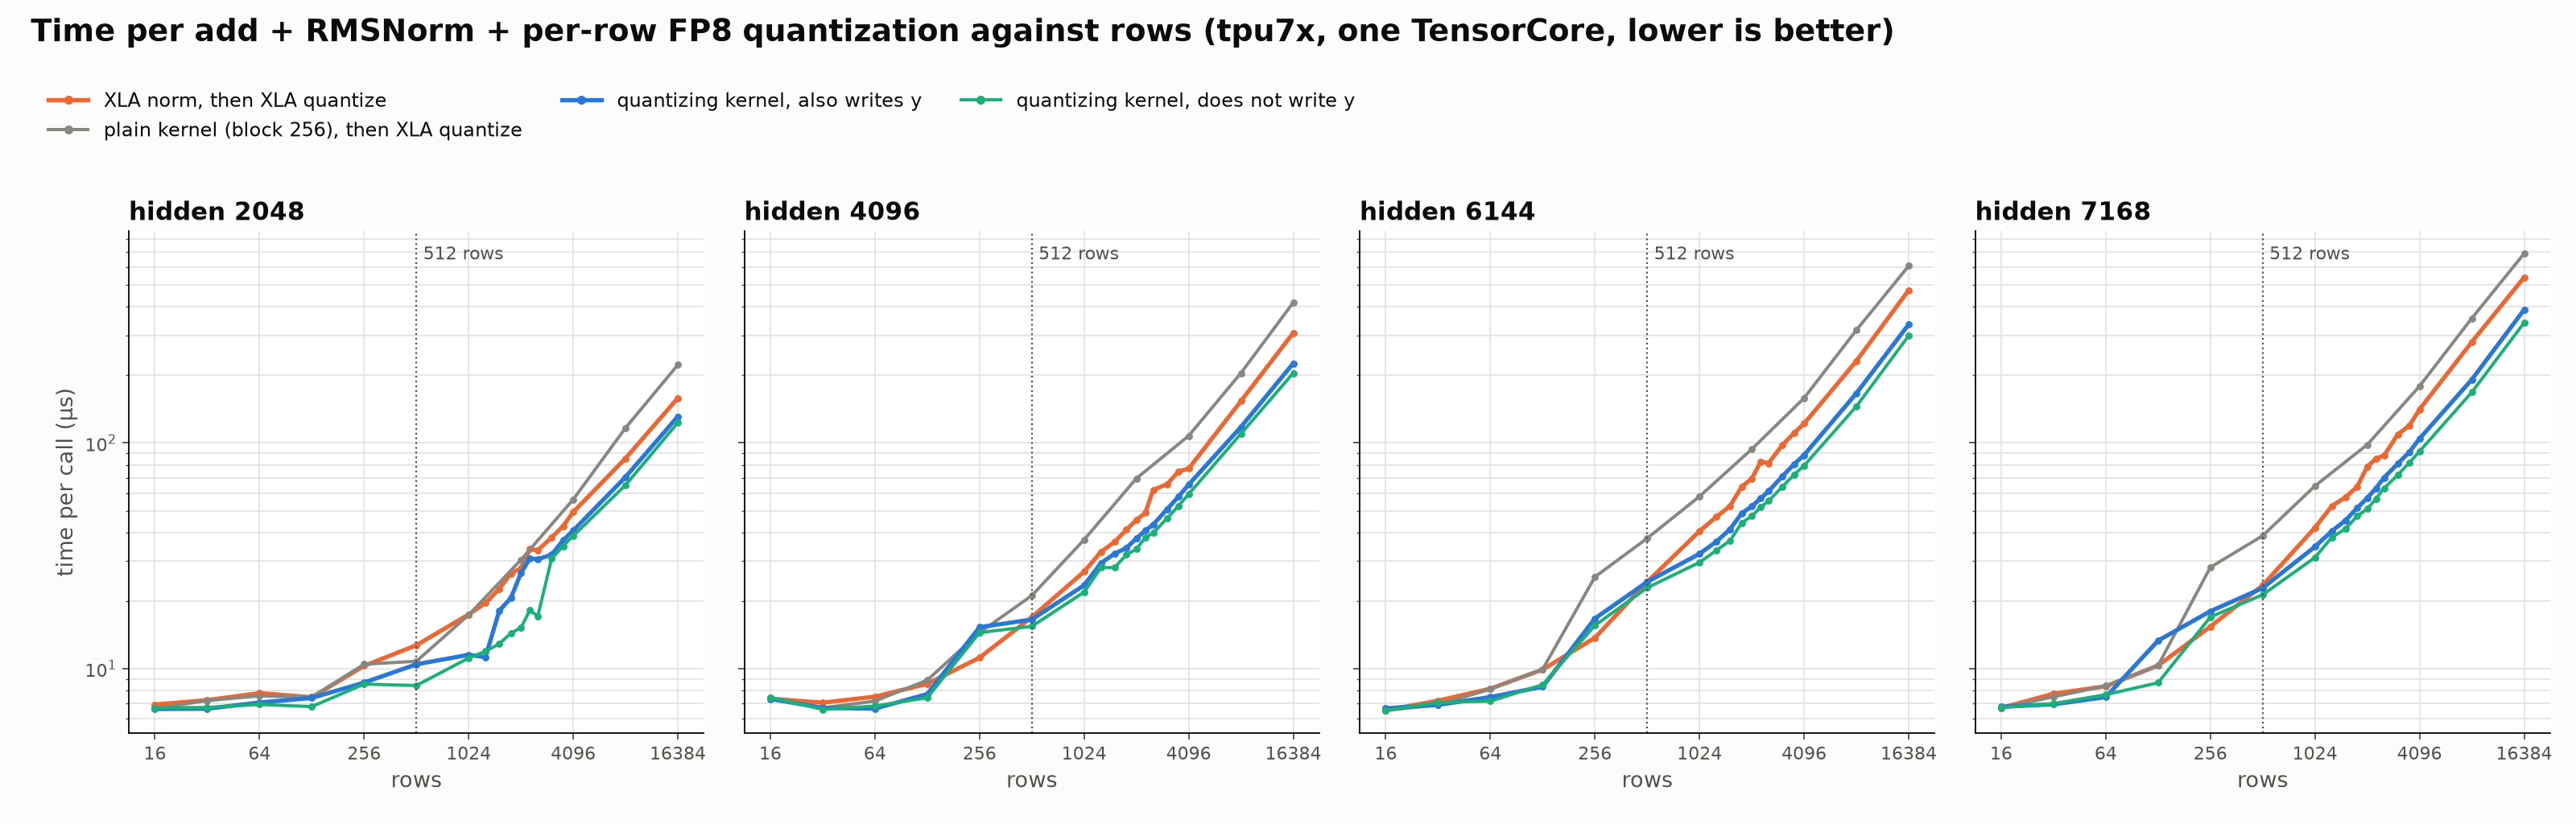 Time per add + RMSNorm + per-row FP8 quantization against rows (tpu7x, one TensorCore, lower is better)
XLA norm, then XLA quantize
quantizing kernel, also writes y
quantizing kernel, does not write y
plain kernel (block 256), then XLA quantize
hidden 2048
hidden 4096
hidden 6144
hidden 7168
512 rows
512 rows
512 rows
512 rows
time per call (µs)
10²
10¹
16 64 256 1024 4096 16384
16 64 256 1024 4096 16384
16 64 256 1024 4096 16384
16 64 256 1024 4096 16384
rows
rows
rows
rows